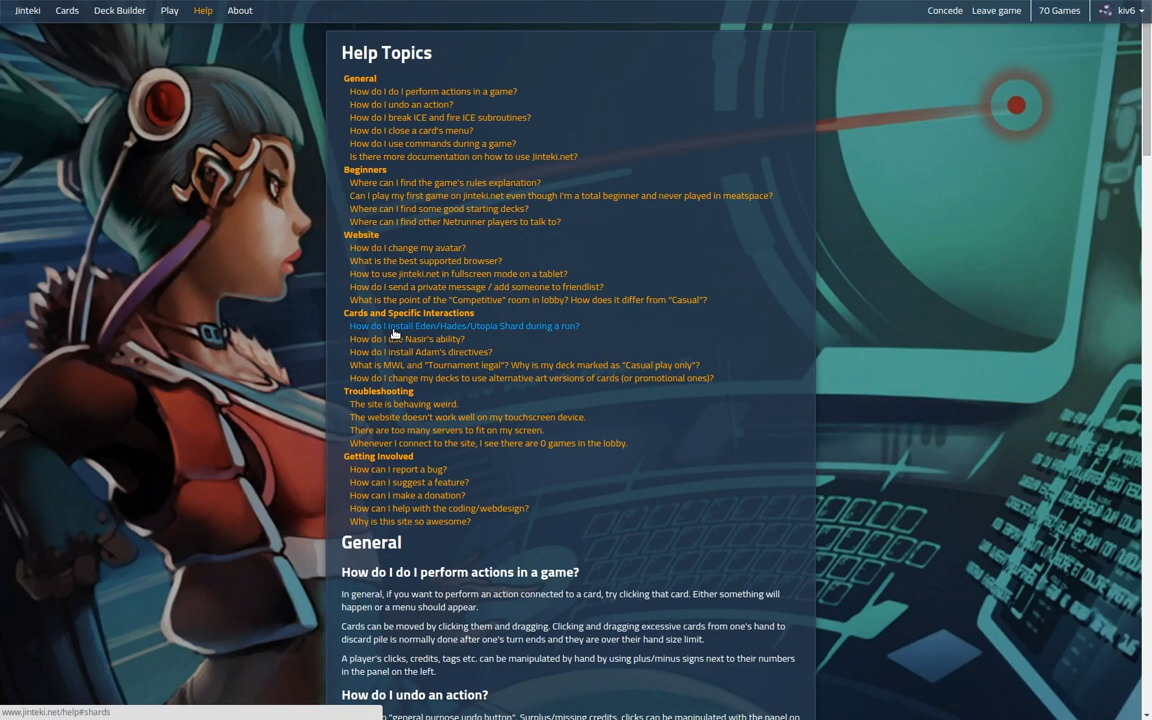 Jinteki Cards Deck Builder Play Help About Concede Leave game 70 Games kiv6
Help Topics
General
How do I do I perform actions in a game?
How do I undo an action?
How do I break ICE and fire ICE subroutines?
How do I close a card's menu?
How do I use commands during a game?
Is there more documentation on how to use Jinteki.net?
Beginners
Where can I find the game's rules explanation?
Can I play my first game on jinteki.net even though I'm a total beginner and never played in meatspace?
Where can I find some good starting decks?
Where can I find other Netrunner players to talk to?
Website
How do I change my avatar?
What is the best supported browser?
How to use jinteki.net in fullscreen mode on a tablet?
How do I send a private message / add someone to friendlist?
What is the point of the "Competitive" room in lobby? How does it differ from "Casual"?
Cards and Specific Interactions
How do I install Eden/Hades/Utopia Shard during a run?
How do I use Nasir's ability?
How do I install Adam's directives?
What is MWL and "Tournament legal"? Why is my deck marked as "Casual play only"?
How do I change my decks to use alternative art versions of cards (or promotional ones)?
Troubleshooting
The site is behaving weird.
The website doesn't work well on my touchscreen device.
There are too many servers to fit on my screen.
Whenever I connect to the site, I see there are 0 games in the lobby.
Getting Involved
How can I report a bug?
How can I suggest a feature?
How can I make a donation?
How can I help with the coding/webdesign?
Why is this site so awesome?
General
How do I do I perform actions in a game?
In general, if you want to perform an action connected to a card, try clicking that card. Either something will
happen or a menu should appear.
Cards can be moved by clicking them and dragging. Clicking and dragging excessive cards from one's hand to
discard pile is normally done after one's turn ends and they are over their hand size limit.
A player's clicks, credits, tags etc. can be manipulated by hand by using plus/minus signs next to their numbers
in the panel on the left.
How do I undo an action?
"general purpose undo button". Surplus/missing credits, clicks can be manipulated with the panel on
www.jinteki.net/help#shards